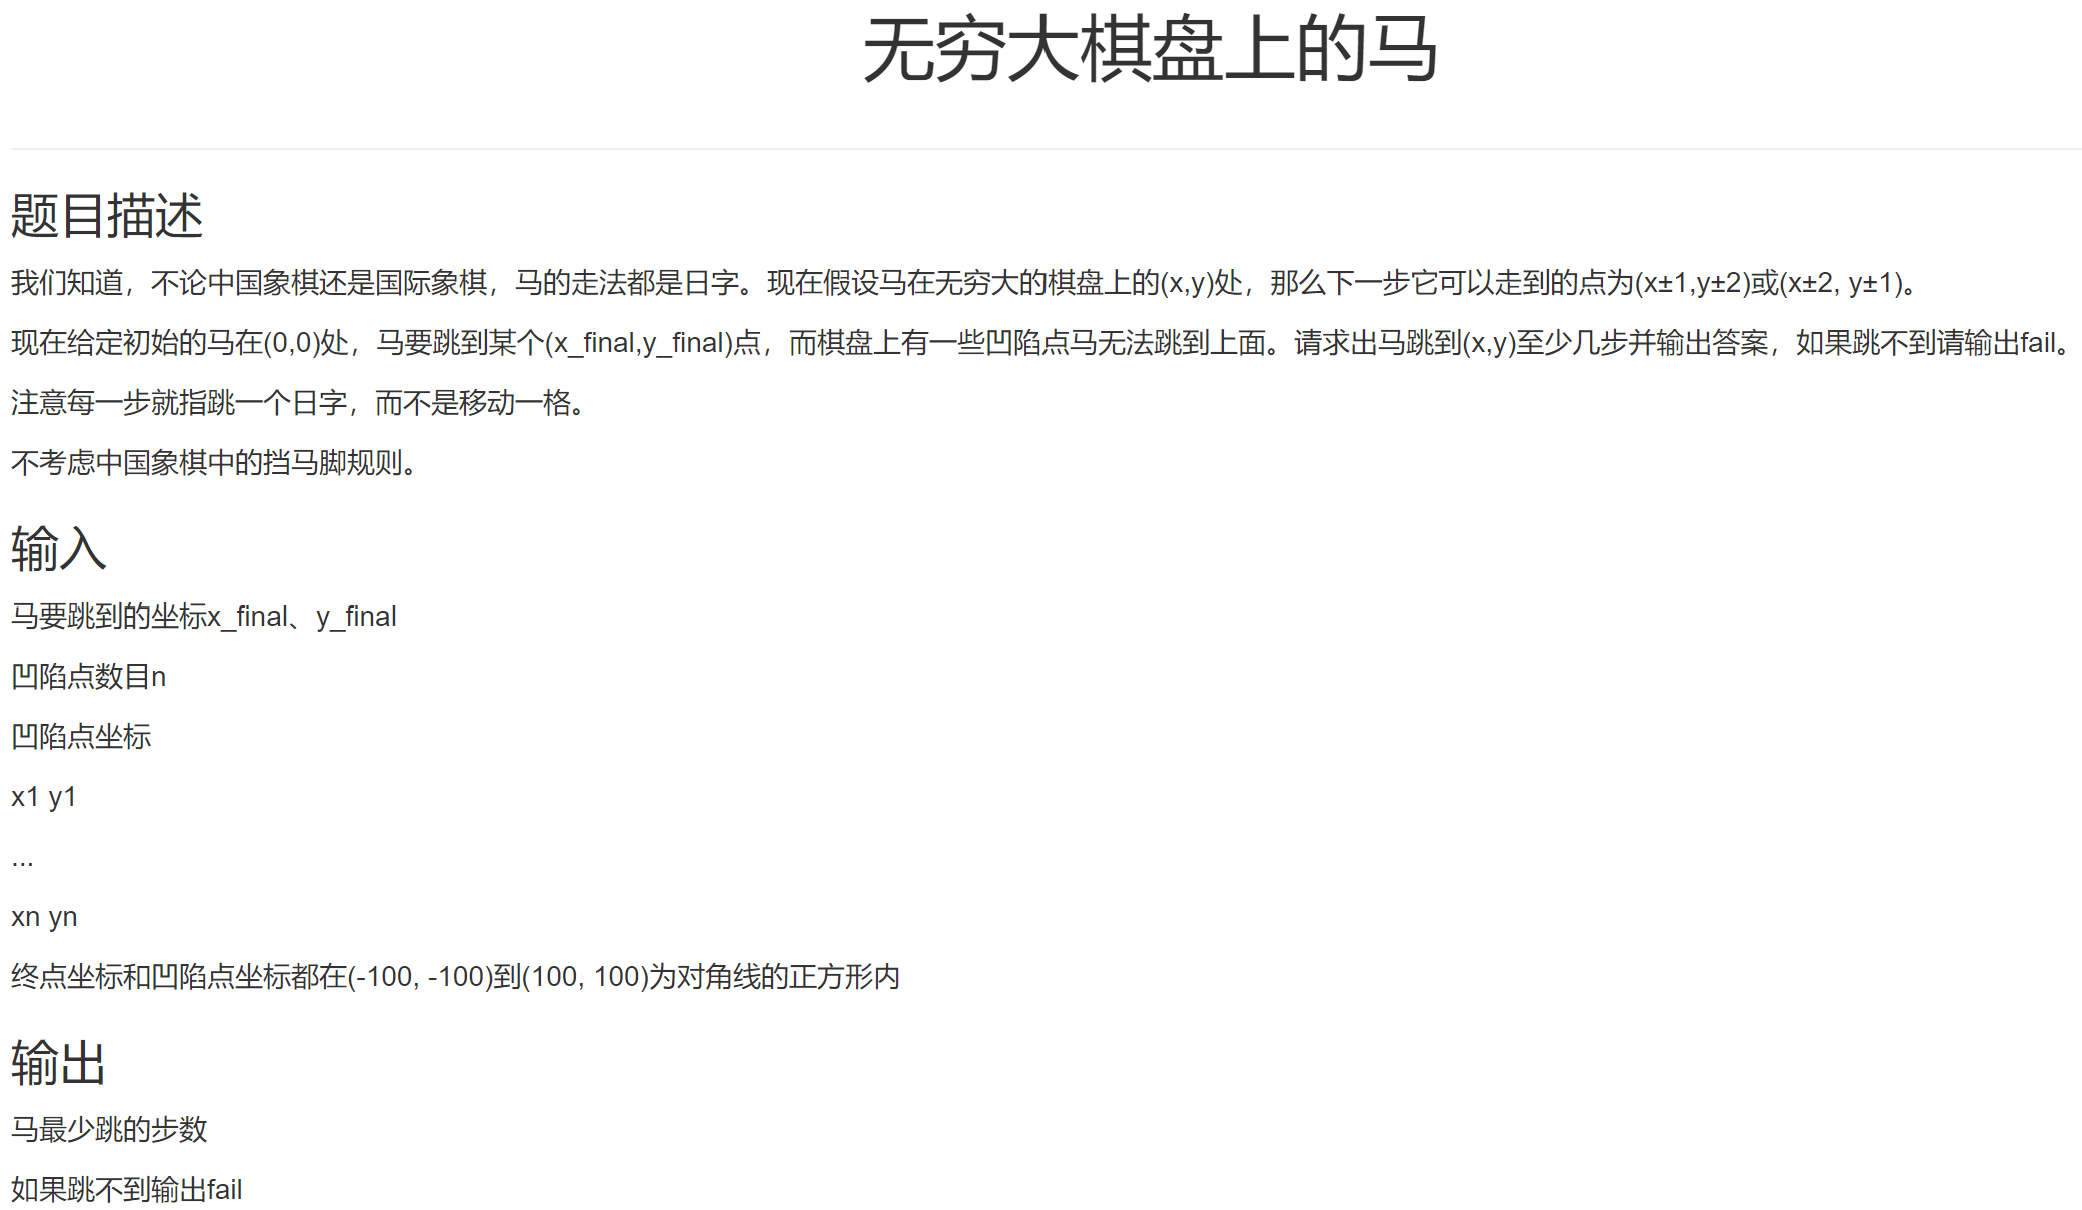 无穷大棋盘上的马
题目描述
我们知道，不论中国象棋还是国际象棋，马的走法都是日字。现在假设马在无穷大的棋盘上的(x,y)处，那么下一步它可以走到的点为(x±1,y±2)或(x±2, y±1)。
现在给定初始的马在(0,0)处，马要跳到某个(x_final,y_final)点，而棋盘上有一些凹陷点马无法跳到上面。请求出马跳到(x,y)至少几步并输出答案，如果跳不到请输出fail。
注意每一步就指跳一个日字，而不是移动一格。
不考虑中国象棋中的挡马脚规则。
输入
马要跳到的坐标x_final、y_final
凹陷点数目n
凹陷点坐标
x1 y1
...
xn yn
终点坐标和凹陷点坐标都在(-100, -100)到(100, 100)为对角线的正方形内
输出
马最少跳的步数
如果跳不到输出fail